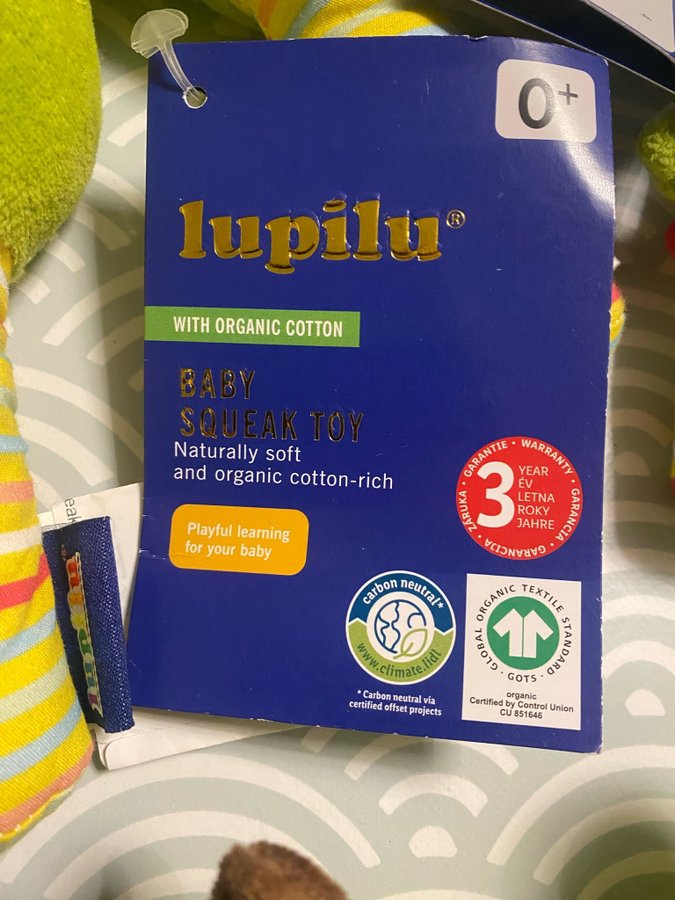 0+
lupilu®
WITH ORGANIC COTTON
BABY
SQUEAK TOY
Naturally soft
and organic cotton-rich
Playful learning
for your baby
GARANTIE · WARRANTY · GARANCIA · GARANCIJA · ZÁRUKA ·
3
YEAR
ÉV
LETNA
ROKY
JAHRE
carbon neutral*
www.climate.lidl
* Carbon neutral via
certified offset projects
GLOBAL ORGANIC TEXTILE STANDARD
· GOTS ·
organic
Certified by Control Union
CU 851646
lupilu